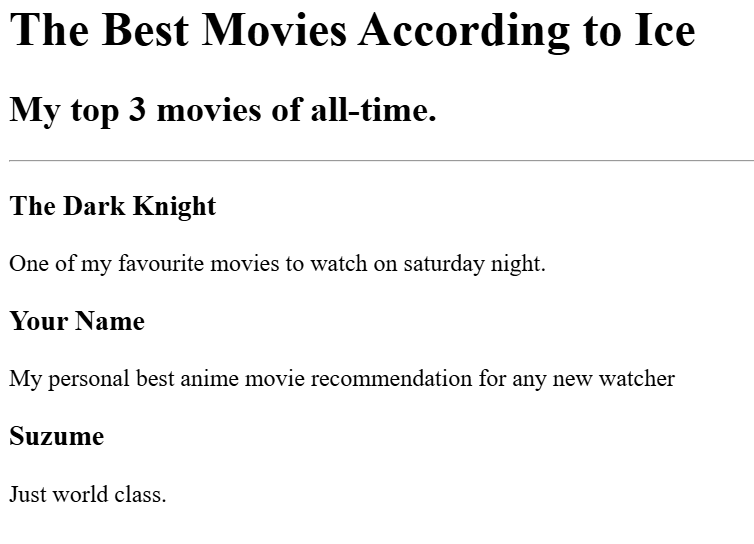 The Best Movies According to Ice
My top 3 movies of all-time.
The Dark Knight
One of my favourite movies to watch on saturday night.
Your Name
My personal best anime movie recommendation for any new watcher
Suzume
Just world class.